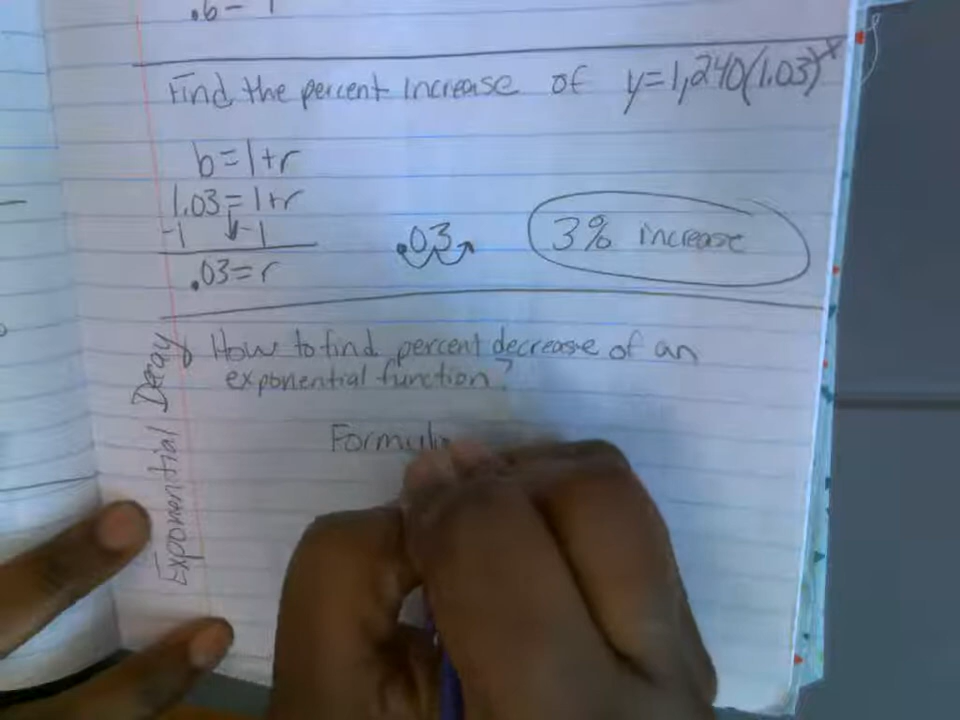 .6 - 1
Find the percent increase of y=1,240(1.03)^x
b=1+r
1.03=1+r
-1 -1
.03=r
.03
3% increase
Exponential Decay
How to find percent decrease of an
exponential function?
Formula